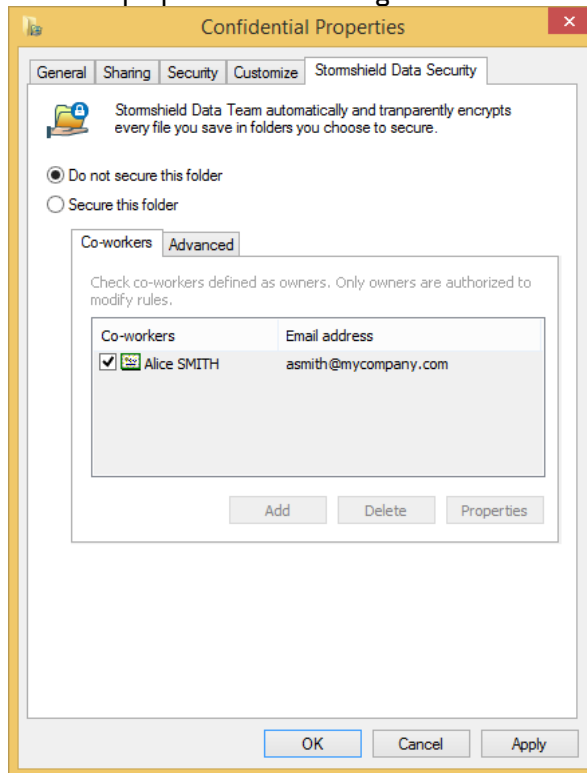 Confidential Properties
General Sharing Security Customize Stormshield Data Security
Stormshield Data Team automatically and tranparently encrypts
every file you save in folders you choose to secure.
Do not secure this folder
Secure this folder
Co-workers Advanced
Check co-workers defined as owners. Only owners are authorized to
modify rules.
Co-workers Email address
Alice SMITH asmith@mycompany.com
Add Delete Properties
OK Cancel Apply